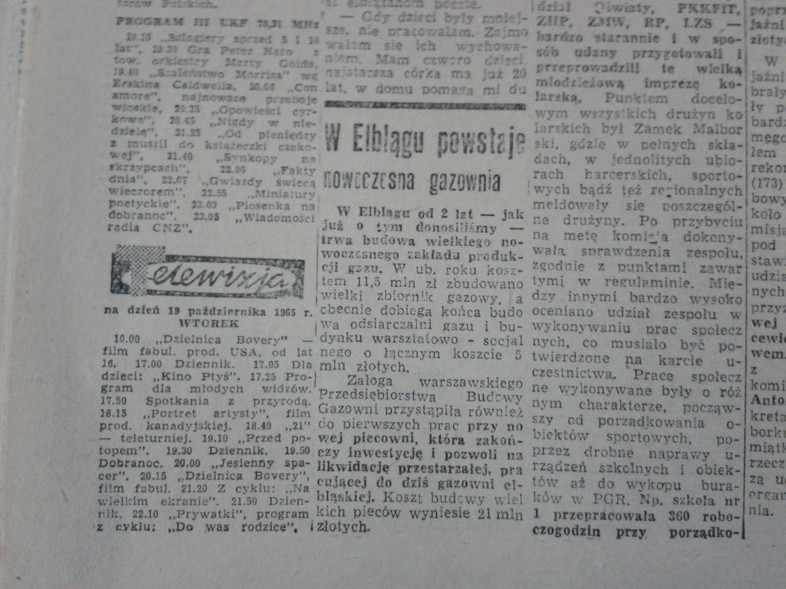 PROGRAM III UKF 70,31 MHz
19.10 „Szlagiery sprzed 5 i 10
lat”, 19.30 Gra Peter Nero z
tow. orkiestry Marty Golda,
19.40 „Szaleństwo Morrisa” wg
Erskina Caldwella, 20.00 „Con
amore”, najnowsze przeboje
włoskie, 20.25 „Opowieści cyr-
kowe”, 20.45 „Nigdy w nie-
dzielę”, 21.25 „Od pieniędzy
z muszli do książeczki czeko-
wej”, 21.40 „Synkopy na
skrzypcach”, 22.00 „Fakty
dnia”, 22.07 „Gwiazdy świecą
wieczorem”, 22.55 „Miniatury
poetyckie”, 23.00 „Piosenka na
dobranoc”, 23.05 „Wiadomości
radia CNZ”.
Telewizja
na dzień 19 października 1965 r.
WTOREK
10.00 „Dzielnica Bovery” —
film fabul. prod. USA, od lat
16. 17.00 Dziennik. 17.05 Dla
dzieci: „Kino Ptyś”. 17.25 Pro-
gram dla młodych widzów.
17.50 Spotkania z przyrodą.
18.15 „Portret artysty”, film
prod. kanadyjskiej. 18.40 „21”
— teleturniej. 19.10 „Przed po-
topem”. 19.30 Dziennik. 19.50
Dobranoc. 20.00 „Jesienny spa-
cer”. 20.15 „Dzielnica Bovery”,
film fabul. 21.20 Z cyklu: „Na
wielkim ekranie”. 21.50 Dzien-
nik. 22.10 „Prywatki”, program
z cyklu: „Do was rodzice”.
— Gdy dzieci były mniej-
sze, nie pracowałam. Zajmo
wałam się ich wychowa-
niem. Mam czworo dzieci,
najstarsza córka ma już 20
lat, w domu pomaga mi du
W Elblągu powstaje
nowoczesna gazownia
W Elblągu od 2 lat — jak
już o tym donosiliśmy —
trwa budowa wielkiego no-
woczesnego zakładu produk-
cji gazu. W ub. roku kosz-
tem 11,5 mln zł zbudowano
wielki zbiornik gazowy, a
obecnie dobiega końca budo
wa odsiarczalni gazu i bu-
dynku warsztatowo - socjal
nego o łącznym koszcie 5
mln złotych.
Załoga warszawskiego
Przedsiębiorstwa Budowy
Gazowni przystąpiła również
do pierwszych prac przy no
wej piecowni, która zakoń-
czy inwestycję i pozwoli na
likwidację przestarzałej, pra
cującej do dziś gazowni el-
bląskiej. Koszt budowy wiel
kich pieców wyniesie 21 mln
złotych.
dział Oświaty, PKKFiT,
ZHP, ZMW, RP, LZS —
bardzo starannie i w spo-
sób udany przygotowali i
przeprowadzili tę wielką
młodzieżową imprezę ko-
larską. Punktem docelo-
wym wszystkich drużyn ko
larskich był Zamek Malbor
ski, gdzie w pełnych skła-
dach, w jednolitych ubio-
rach harcerskich, sporto-
wych bądź też regionalnych
meldowały się poszczegól-
ne drużyny. Po przybyciu
na metę komisja dokony-
wała sprawdzenia zespołu,
zgodnie z punktami zawar
tymi w regulaminie. Mię-
dzy innymi bardzo wysoko
oceniano udział zespołu w
wykonywaniu prac społecz
nych, co musiało być po-
twierdzone na karcie u-
czestnictwa. Prace społecz
ne wykonywane były o róż
nym charakterze, począw-
szy od porządkowania o-
biektów sportowych, po-
przez drobne naprawy u-
rządzeń szkolnych i obiek-
tów aż do wykopu bura-
ków w PGR. Np. szkoła nr
1 przepracowała 360 robo-
czogodzin przy porządko-